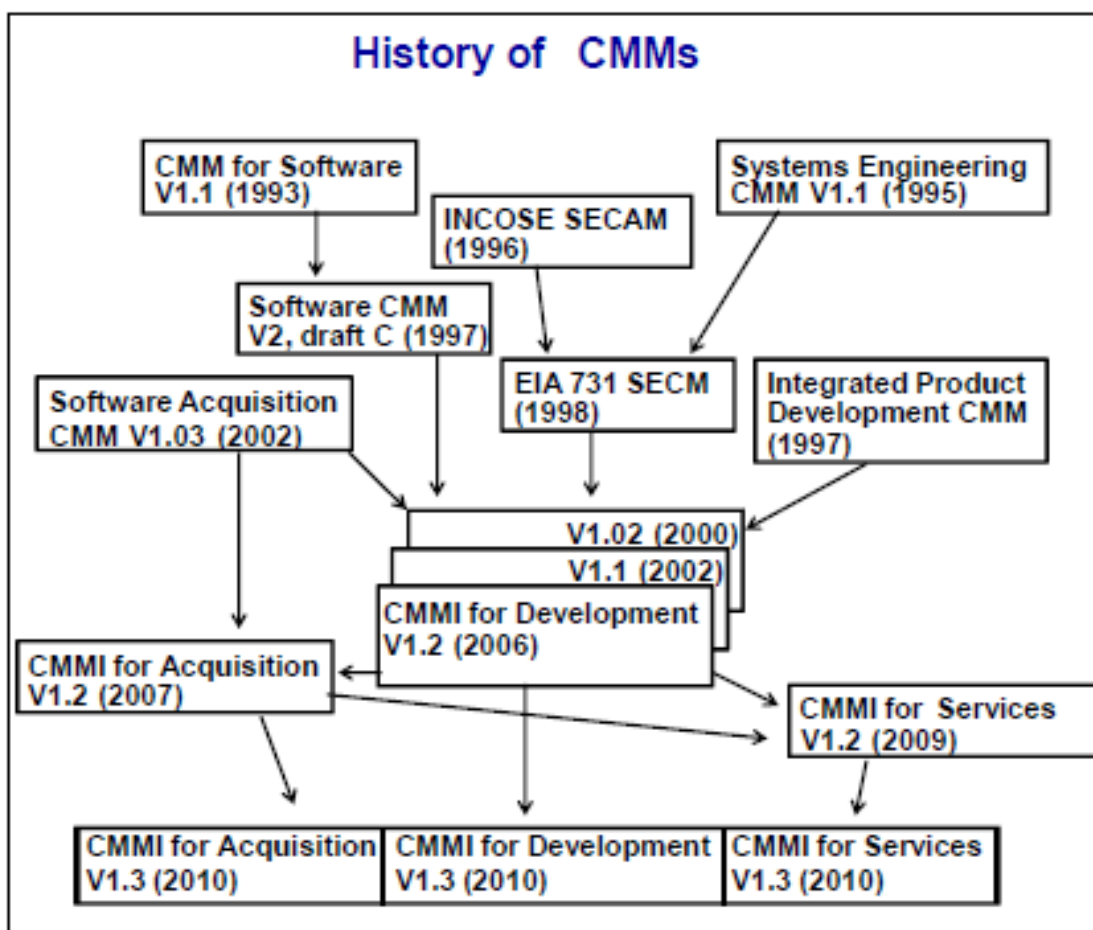 History of CMMs
CMM for Software
V1.1 (1993)
Systems Engineering
CMM V1.1 (1995)
INCOSE SECAM
(1996)
Software CMM
V2, draft C (1997)
EIA 731 SECM
(1998)
Integrated Product
Development CMM
(1997)
Software Acquisition
CMM V1.03 (2002)
V1.02 (2000)
V1.1 (2002)
CMMI for Development
V1.2 (2006)
CMMI for Acquisition
V1.2 (2007)
CMMI for Services
V1.2 (2009)
CMMI for Acquisition
V1.3 (2010)
CMMI for Development
V1.3 (2010)
CMMI for Services
V1.3 (2010)